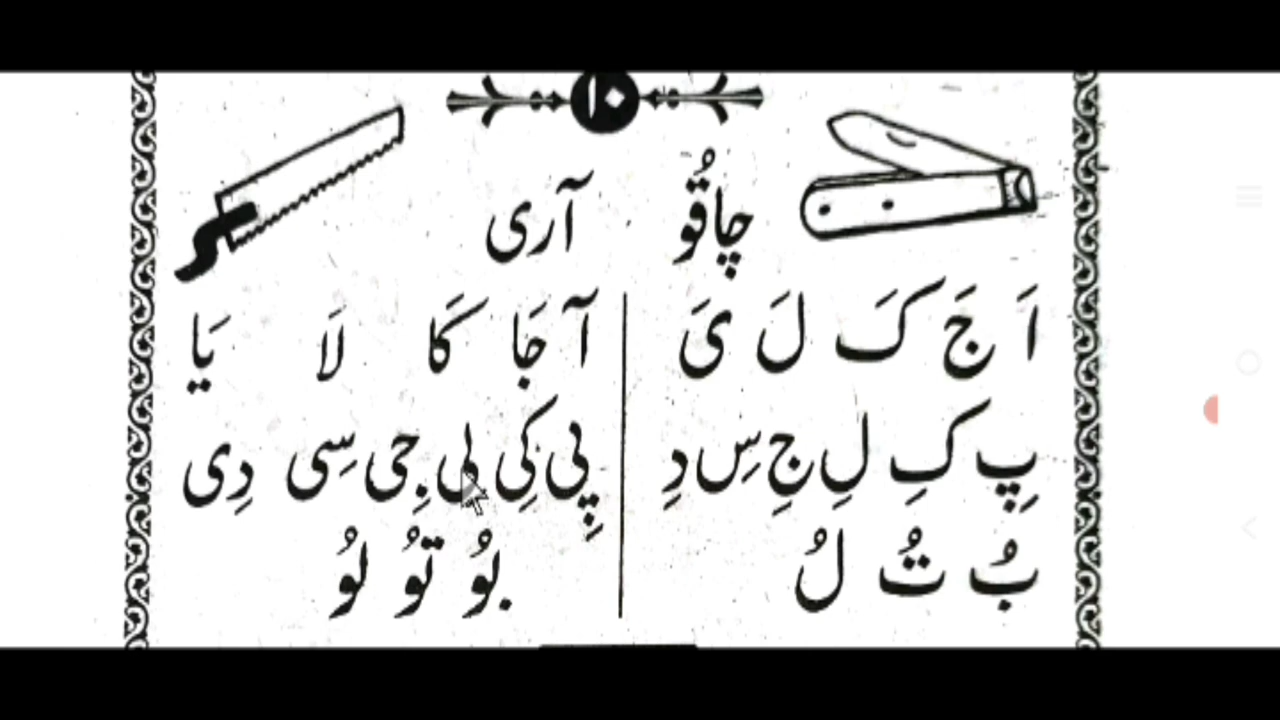 ۱۰
چاقُو آری
اَ جَ کَ لَ یَ آ جَا کَا لَا یَا
پِ کِ لِ جِ سِ دِ پِی کِی لِی جِی سِی دِی
بُ تُ لُ بُو تُو لُو